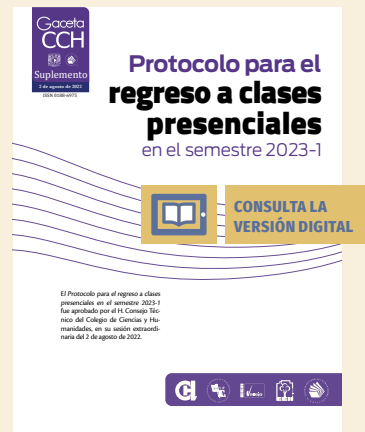 Gaceta
CCH
Suplemento
2 de agosto de 2022
ISSN 0188-6975
Protocolo para el
regreso a clases
presenciales
en el semestre 2023-1
CONSULTA LA
VERSIÓN DIGITAL
El Protocolo para el regreso a clases
presenciales en el semestre 2023-1
fue aprobado por el H. Consejo Téc-
nico del Colegio de Ciencias y Hu-
manidades, en su sesión extraordi-
naria del 2 de agosto de 2022.